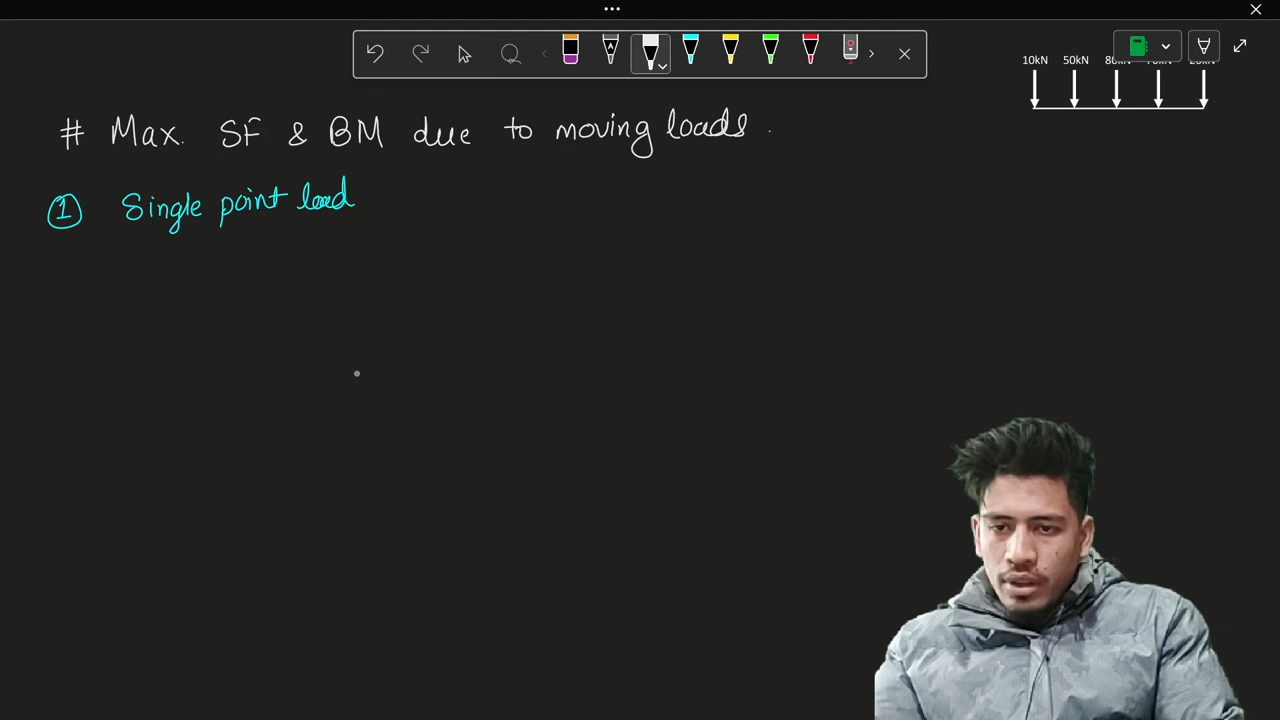 10kN 50kN
# Max. SF & BM due to moving loads.
① Single point load